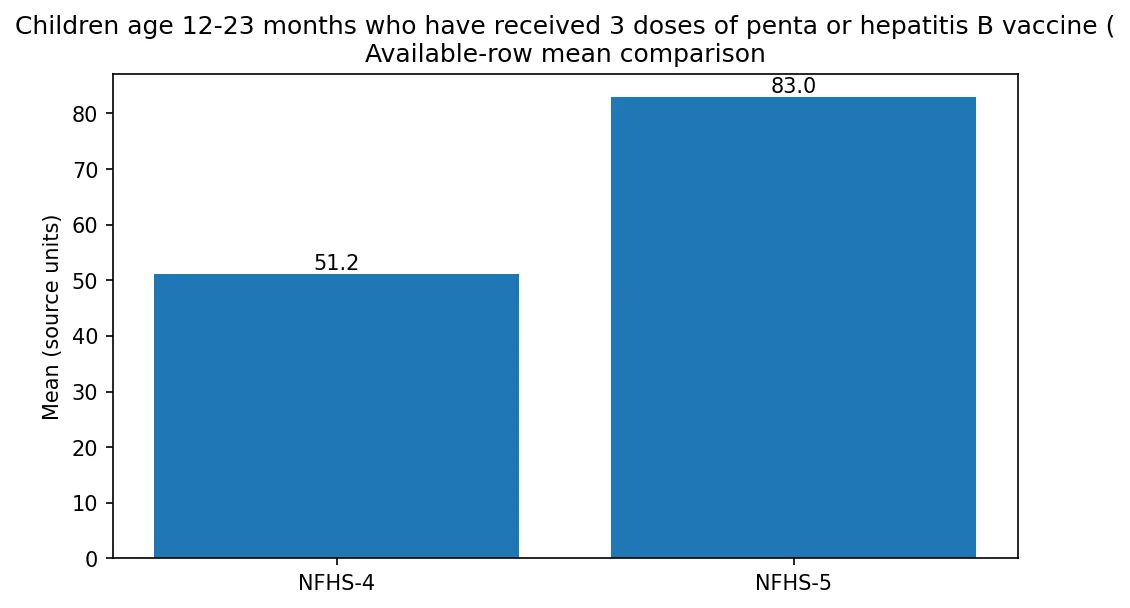 Children age 12-23 months who have received 3 doses of penta or hepatitis B vaccine (
Available-row mean comparison
83.0
80
70
60
51.2
50
40
30
20
10
0
Mean (source units)
NFHS-4
NFHS-5